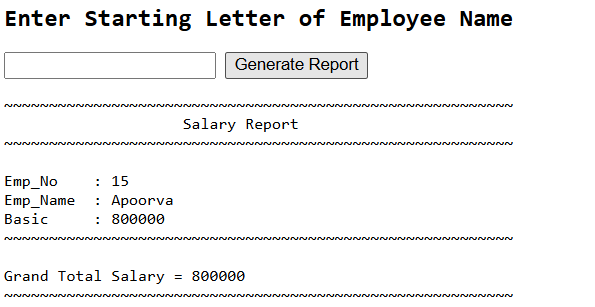 Enter Starting Letter of Employee Name
Generate Report
~~~~~~~~~~~~~~~~~~~~~~~~~~~~~~~~~~~~~~~~~~~~~~~~~~~~~~~~~
Salary Report
~~~~~~~~~~~~~~~~~~~~~~~~~~~~~~~~~~~~~~~~~~~~~~~~~~~~~~~~~
Emp_No    : 15
Emp_Name  : Apoorva
Basic     : 800000
~~~~~~~~~~~~~~~~~~~~~~~~~~~~~~~~~~~~~~~~~~~~~~~~~~~~~~~~~
Grand Total Salary = 800000
~~~~~~~~~~~~~~~~~~~~~~~~~~~~~~~~~~~~~~~~~~~~~~~~~~~~~~~~~